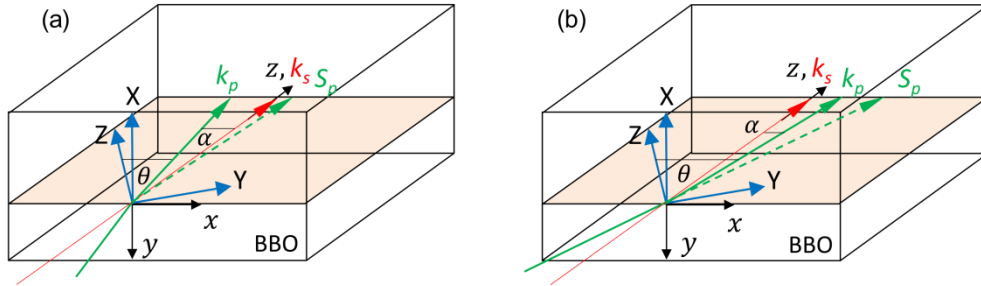 (a)
k_p
z, k_s
S_p
X
Z
α
θ
Y
x
y
BBO
(b)
z, k_s
k_p
S_p
X
Z
α
θ
Y
x
y
BBO